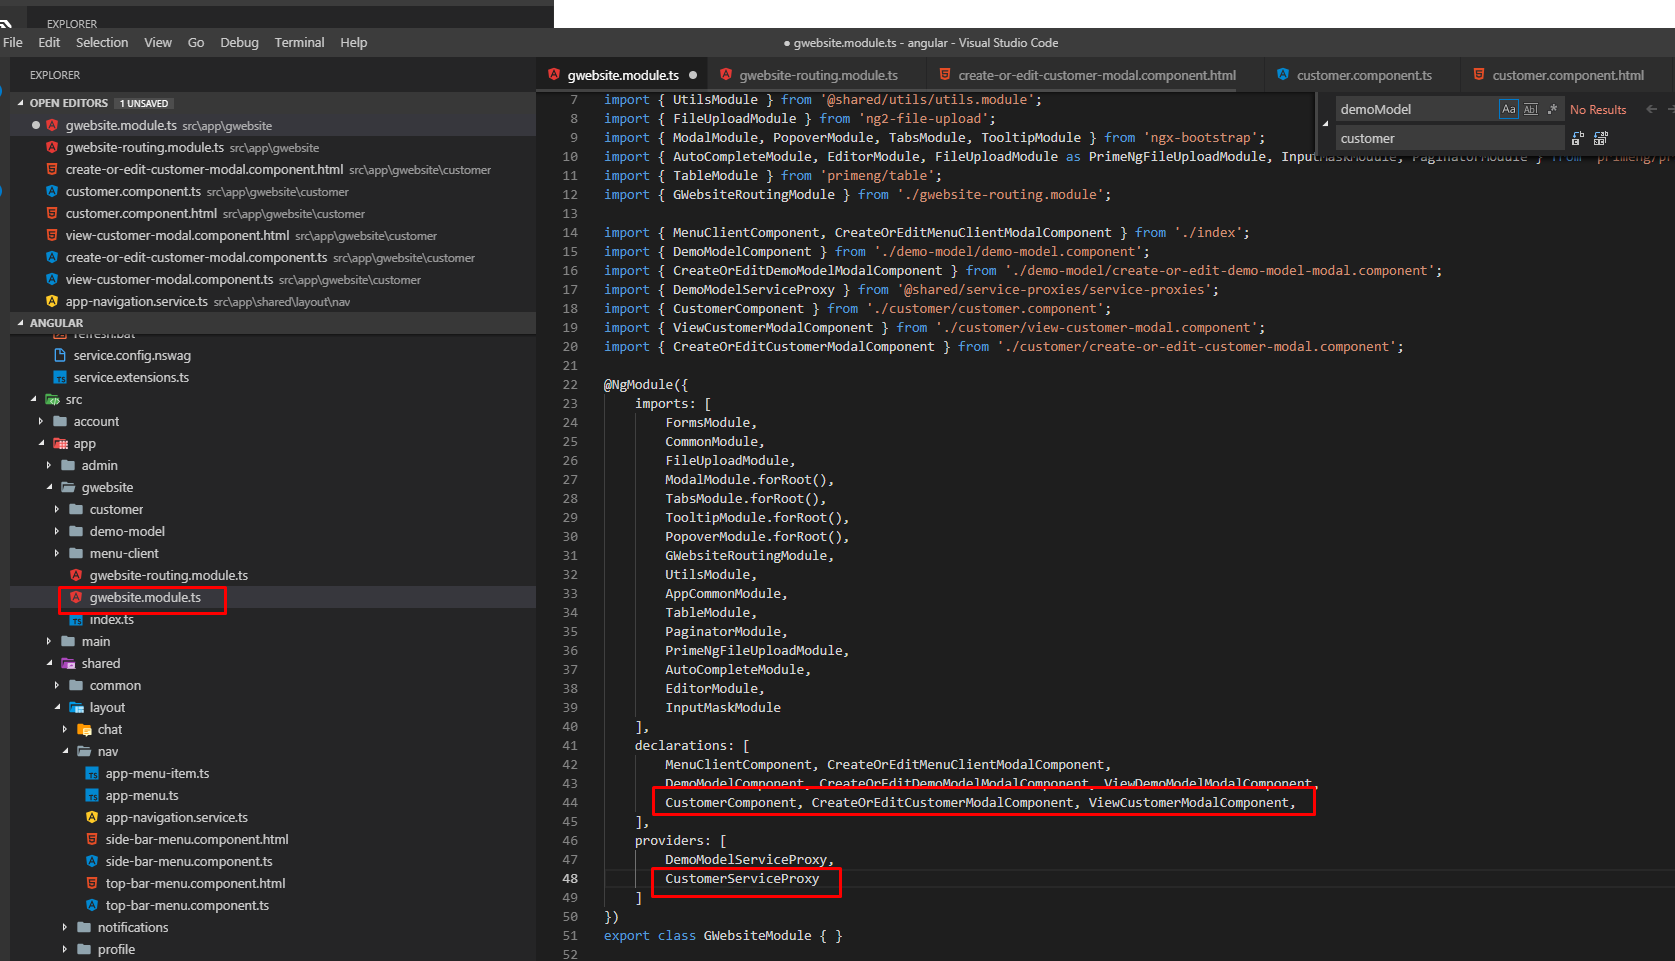 EXPLORER
File Edit Selection View Go Debug Terminal Help
● gwebsite.module.ts - angular - Visual Studio Code
EXPLORER
OPEN EDITORS 1 UNSAVED
gwebsite.module.ts src\app\gwebsite
gwebsite-routing.module.ts src\app\gwebsite
create-or-edit-customer-modal.component.html src\app\gwebsite\customer
customer.component.ts src\app\gwebsite\customer
customer.component.html src\app\gwebsite\customer
view-customer-modal.component.html src\app\gwebsite\customer
create-or-edit-customer-modal.component.ts src\app\gwebsite\customer
view-customer-modal.component.ts src\app\gwebsite\customer
app-navigation.service.ts src\app\shared\layout\nav
ANGULAR
refresh.bat
service.config.nswag
service.extensions.ts
src
account
app
admin
gwebsite
customer
demo-model
menu-client
gwebsite-routing.module.ts
gwebsite.module.ts
index.ts
main
shared
common
layout
chat
nav
app-menu-item.ts
app-menu.ts
app-navigation.service.ts
side-bar-menu.component.html
side-bar-menu.component.ts
top-bar-menu.component.html
top-bar-menu.component.ts
notifications
profile
gwebsite.module.ts ● gwebsite-routing.module.ts create-or-edit-customer-modal.component.html customer.component.ts customer.component.html
demoModel Aa Abl .* No Results
customer
7 import { UtilsModule } from '@shared/utils/utils.module';
8 import { FileUploadModule } from 'ng2-file-upload';
9 import { ModalModule, PopoverModule, TabsModule, TooltipModule } from 'ngx-bootstrap';
10 import { AutoCompleteModule, EditorModule, FileUploadModule as PrimeNgFileUploadModule, InputMaskModule, PaginatorModule } from 'primeng/pr
11 import { TableModule } from 'primeng/table';
12 import { GWebsiteRoutingModule } from './gwebsite-routing.module';
13
14 import { MenuClientComponent, CreateOrEditMenuClientModalComponent } from './index';
15 import { DemoModelComponent } from './demo-model/demo-model.component';
16 import { CreateOrEditDemoModelModalComponent } from './demo-model/create-or-edit-demo-model-modal.component';
17 import { DemoModelServiceProxy } from '@shared/service-proxies/service-proxies';
18 import { CustomerComponent } from './customer/customer.component';
19 import { ViewCustomerModalComponent } from './customer/view-customer-modal.component';
20 import { CreateOrEditCustomerModalComponent } from './customer/create-or-edit-customer-modal.component';
21
22 @NgModule({
23 imports: [
24 FormsModule,
25 CommonModule,
26 FileUploadModule,
27 ModalModule.forRoot(),
28 TabsModule.forRoot(),
29 TooltipModule.forRoot(),
30 PopoverModule.forRoot(),
31 GWebsiteRoutingModule,
32 UtilsModule,
33 AppCommonModule,
34 TableModule,
35 PaginatorModule,
36 PrimeNgFileUploadModule,
37 AutoCompleteModule,
38 EditorModule,
39 InputMaskModule
40 ],
41 declarations: [
42 MenuClientComponent, CreateOrEditMenuClientModalComponent,
43 DemoModelComponent, CreateOrEditDemoModelModalComponent, ViewDemoModelModalComponent,
44 CustomerComponent, CreateOrEditCustomerModalComponent, ViewCustomerModalComponent,
45 ],
46 providers: [
47 DemoModelServiceProxy,
48 CustomerServiceProxy
49 ]
50 })
51 export class GWebsiteModule { }
52